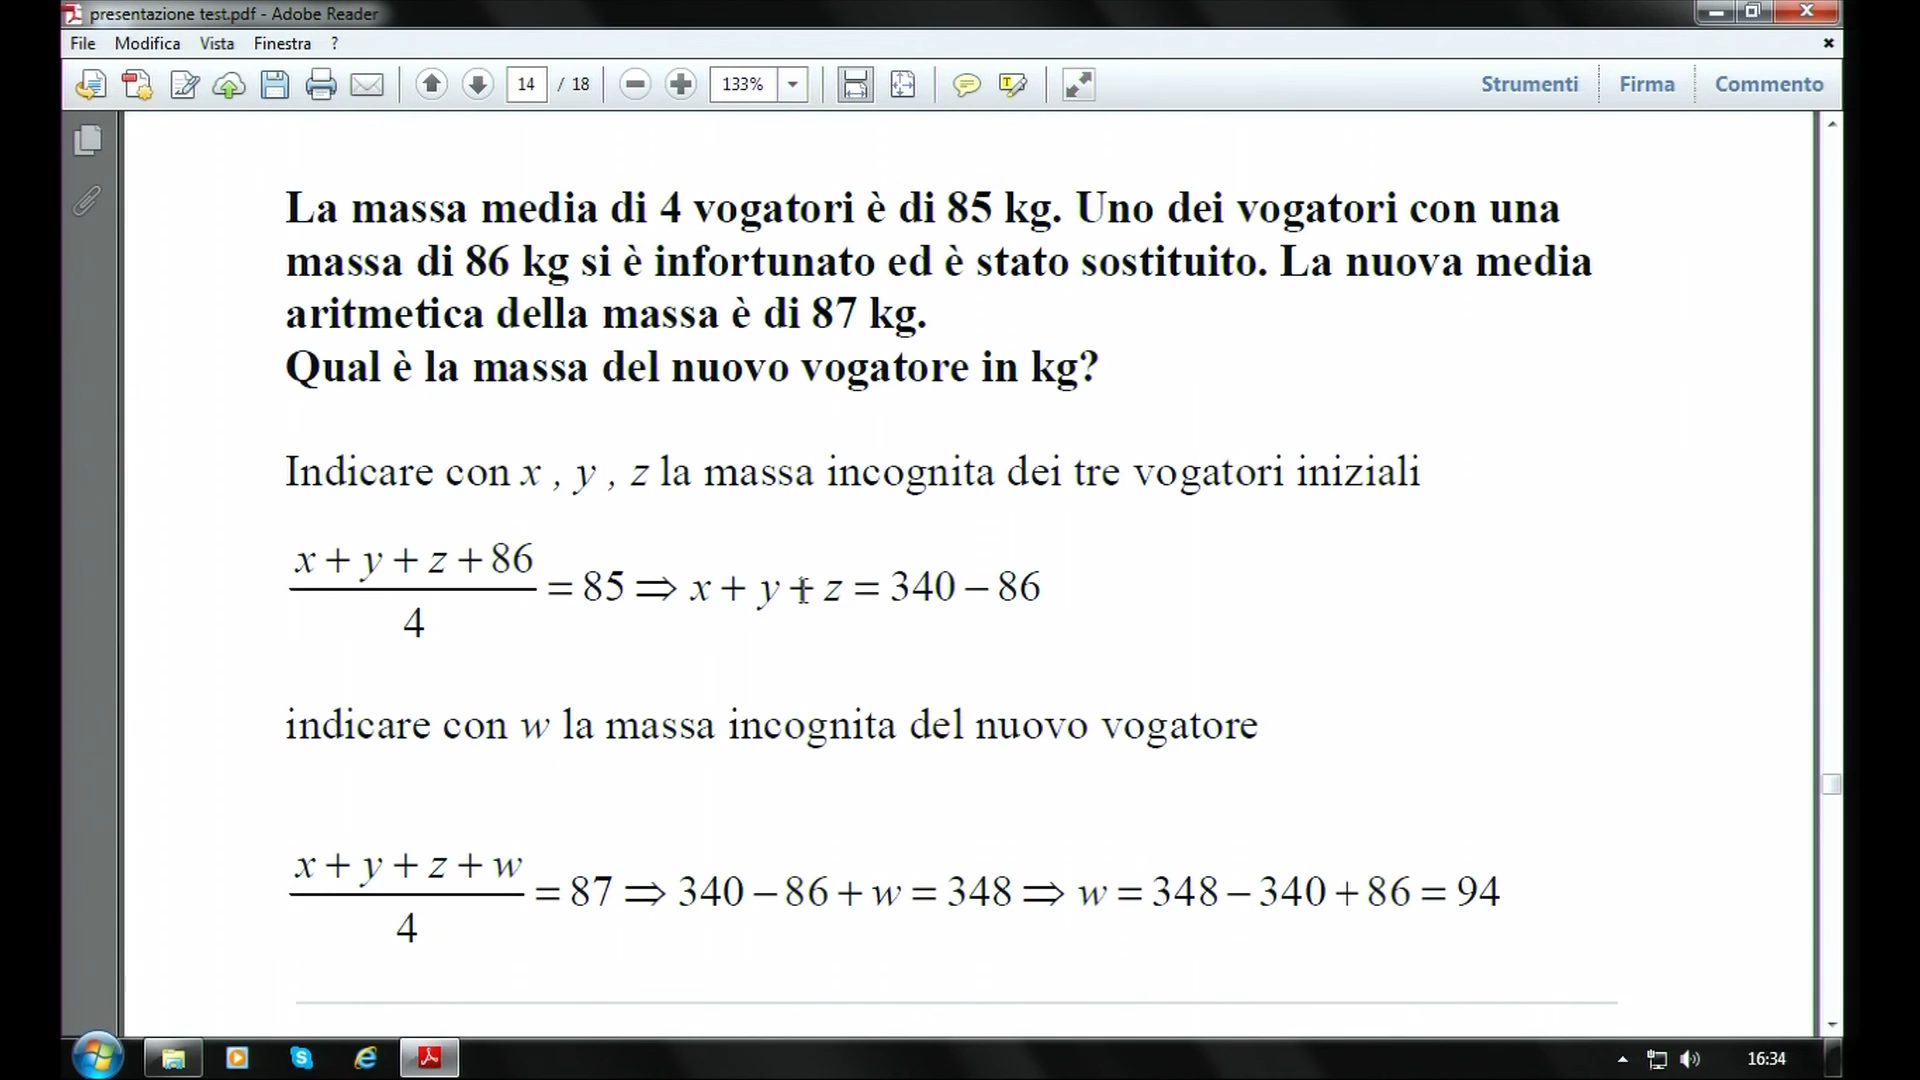 presentazione test.pdf - Adobe Reader
File Modifica Vista Finestra ?
14 / 18 133% Strumenti Firma Commento
La massa media di 4 vogatori è di 85 kg. Uno dei vogatori con una
massa di 86 kg si è infortunato ed è stato sostituito. La nuova media
aritmetica della massa è di 87 kg.
Qual è la massa del nuovo vogatore in kg?
Indicare con x , y , z la massa incognita dei tre vogatori iniziali
x + y + z + 86
= 85 ⇒ x + y + z = 340 − 86
4
indicare con w la massa incognita del nuovo vogatore
x + y + z + w
= 87 ⇒ 340 − 86 + w = 348 ⇒ w = 348 − 340 + 86 = 94
4
16:34